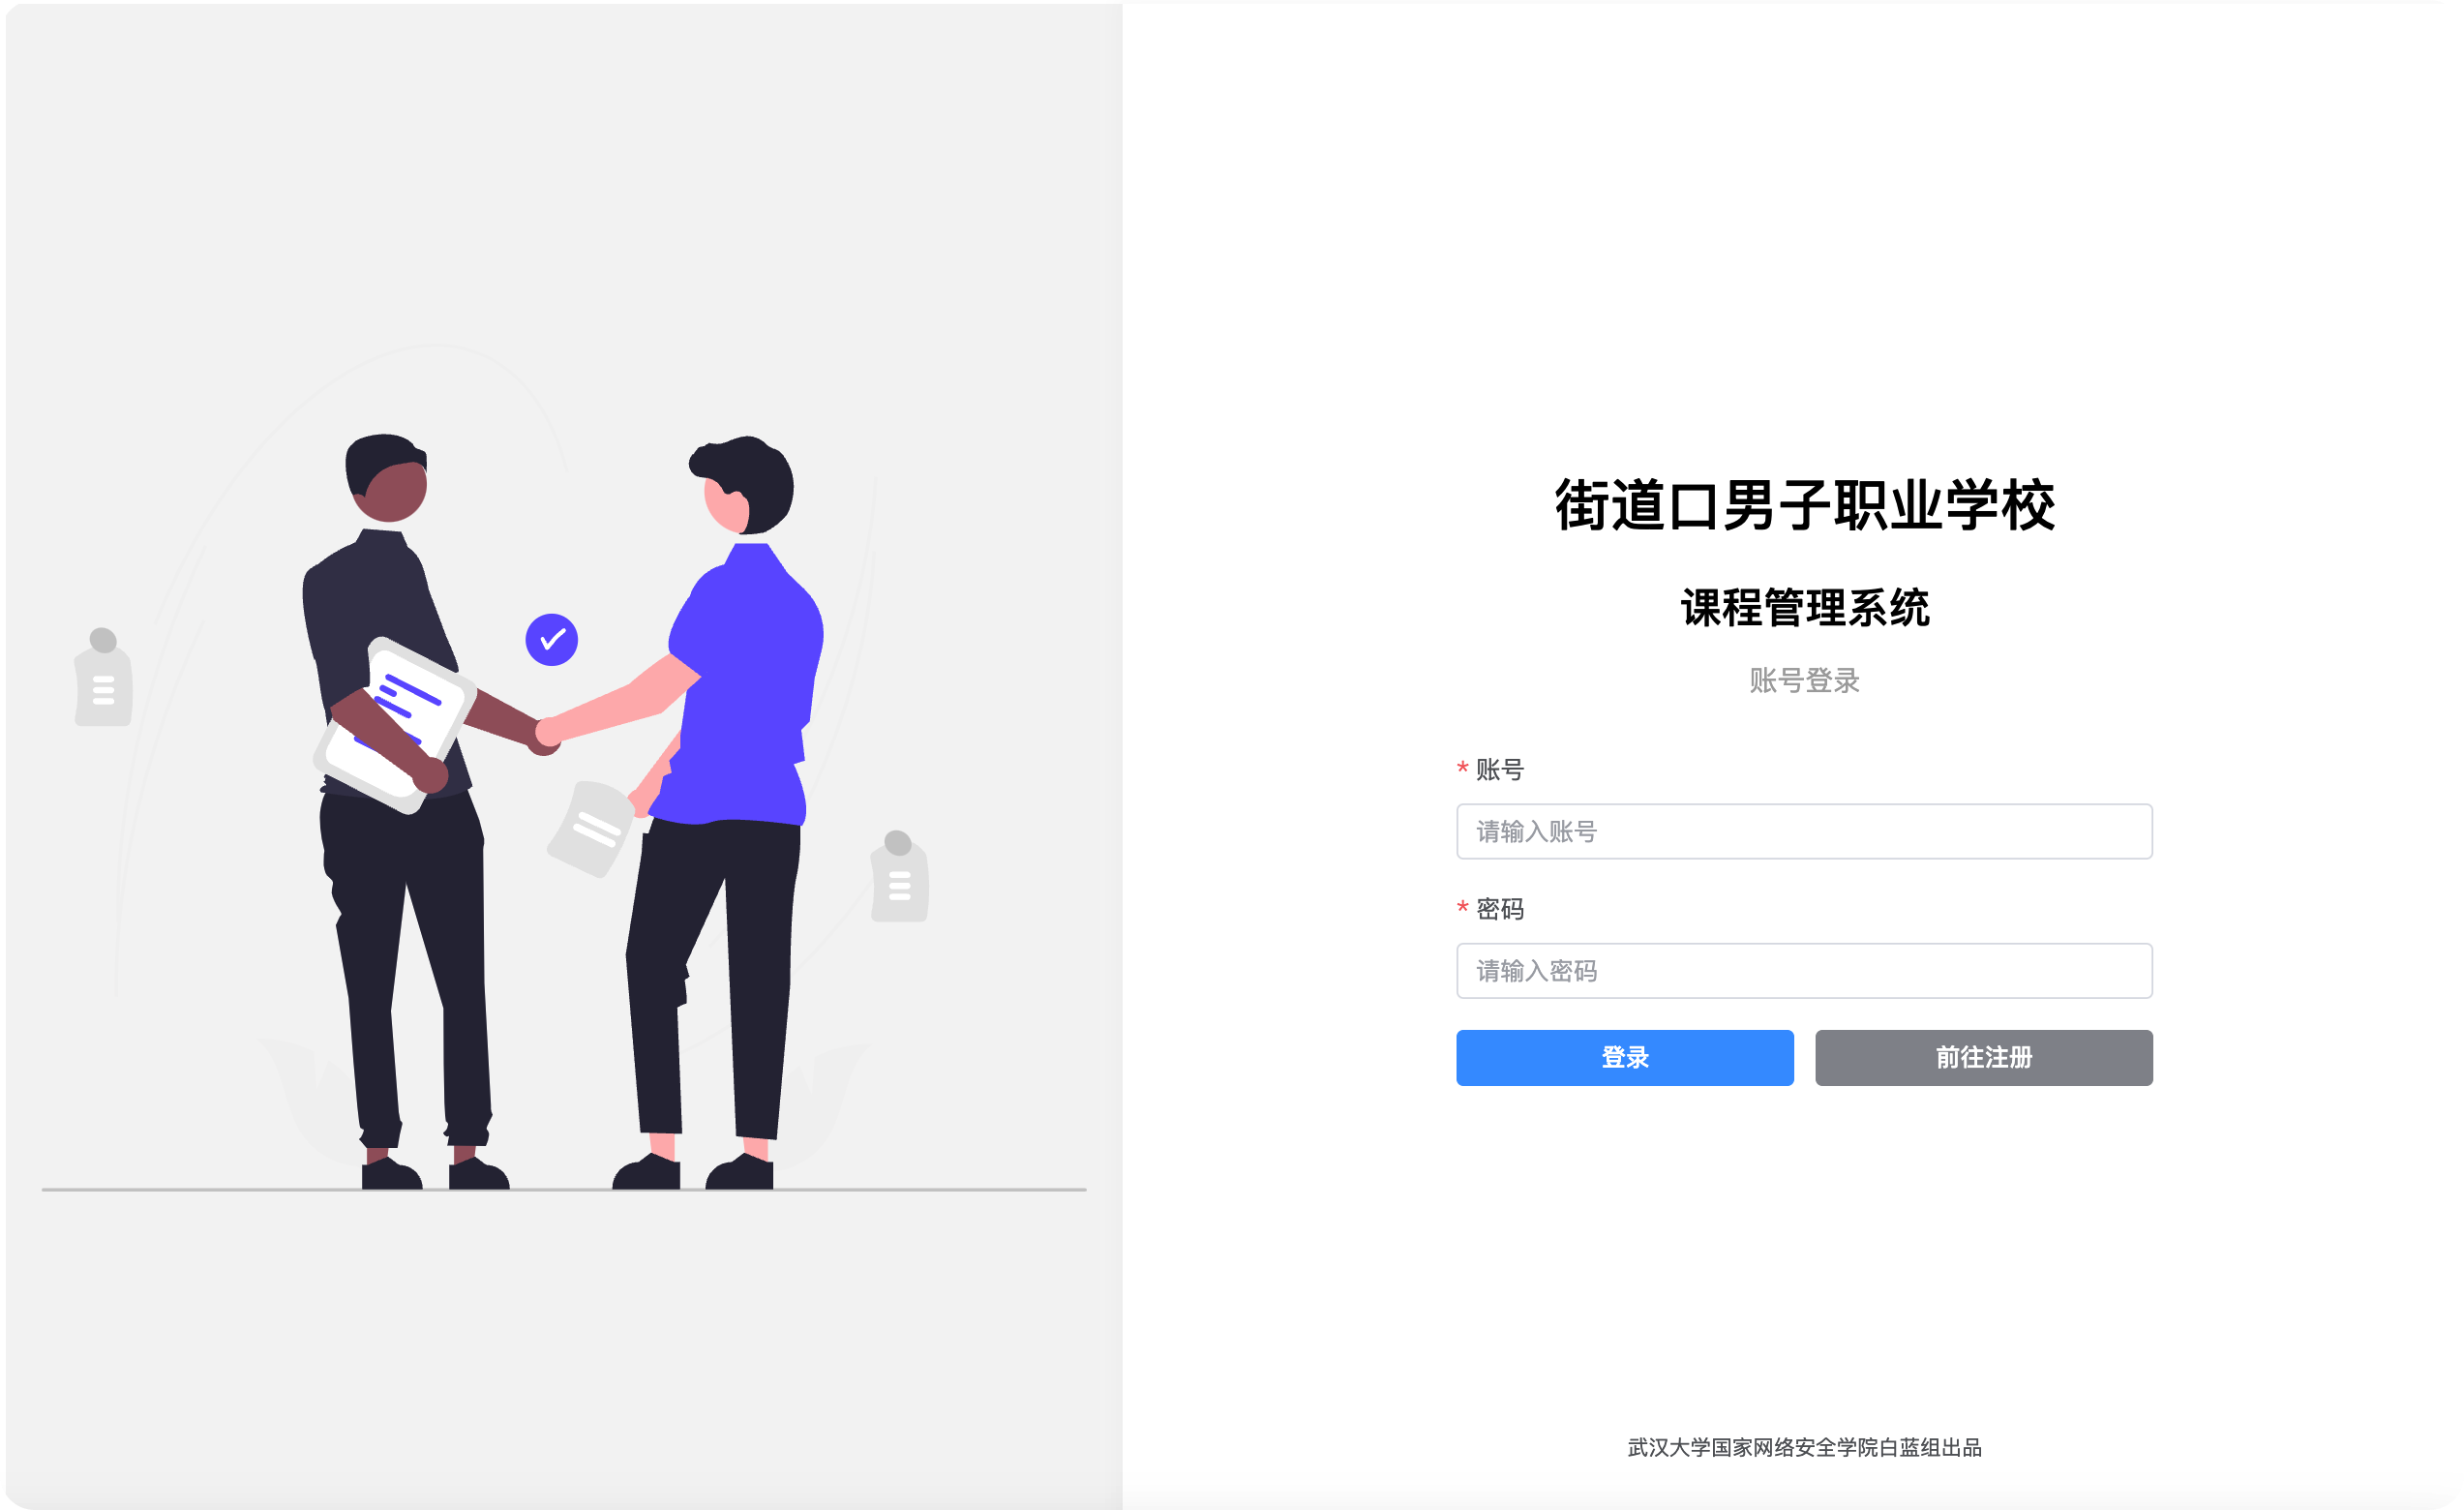 街道口男子职业学校
课程管理系统
账号登录
* 账号
请输入账号
* 密码
请输入密码
登录
前往注册
武汉大学国家网络安全学院白蓝组出品